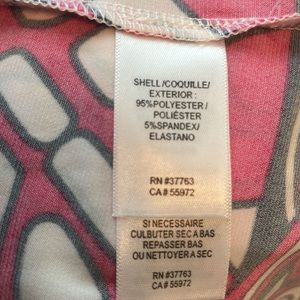 SHELL/COQUILLE/
EXTERIOR :
95%POLYESTER /
POLIÉSTER
5%SPANDEX/
ELASTANO
RN #37763
CA# 55972
SI NECESSAIRE
CULBUTER SEC A BAS
REPASSER BAS
OU NETTOYER A SEC
RN #37763
CA# 55972